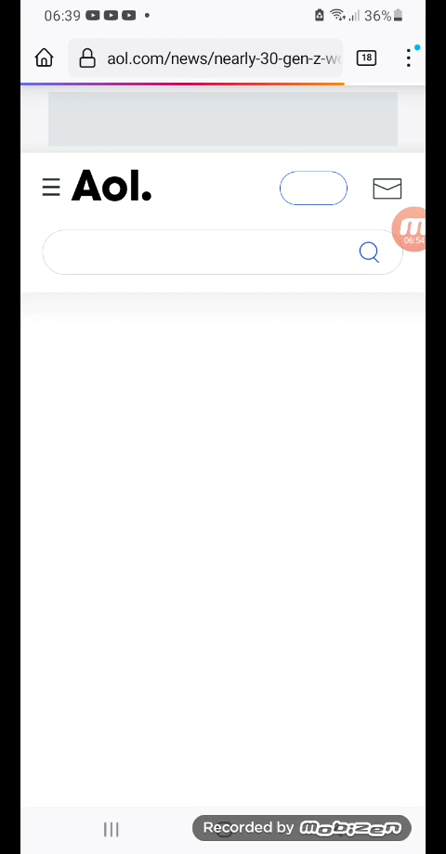 06:39 36%
aol.com/news/nearly-30-gen-z-w 18
Aol.
06:54
Recorded by mobizen